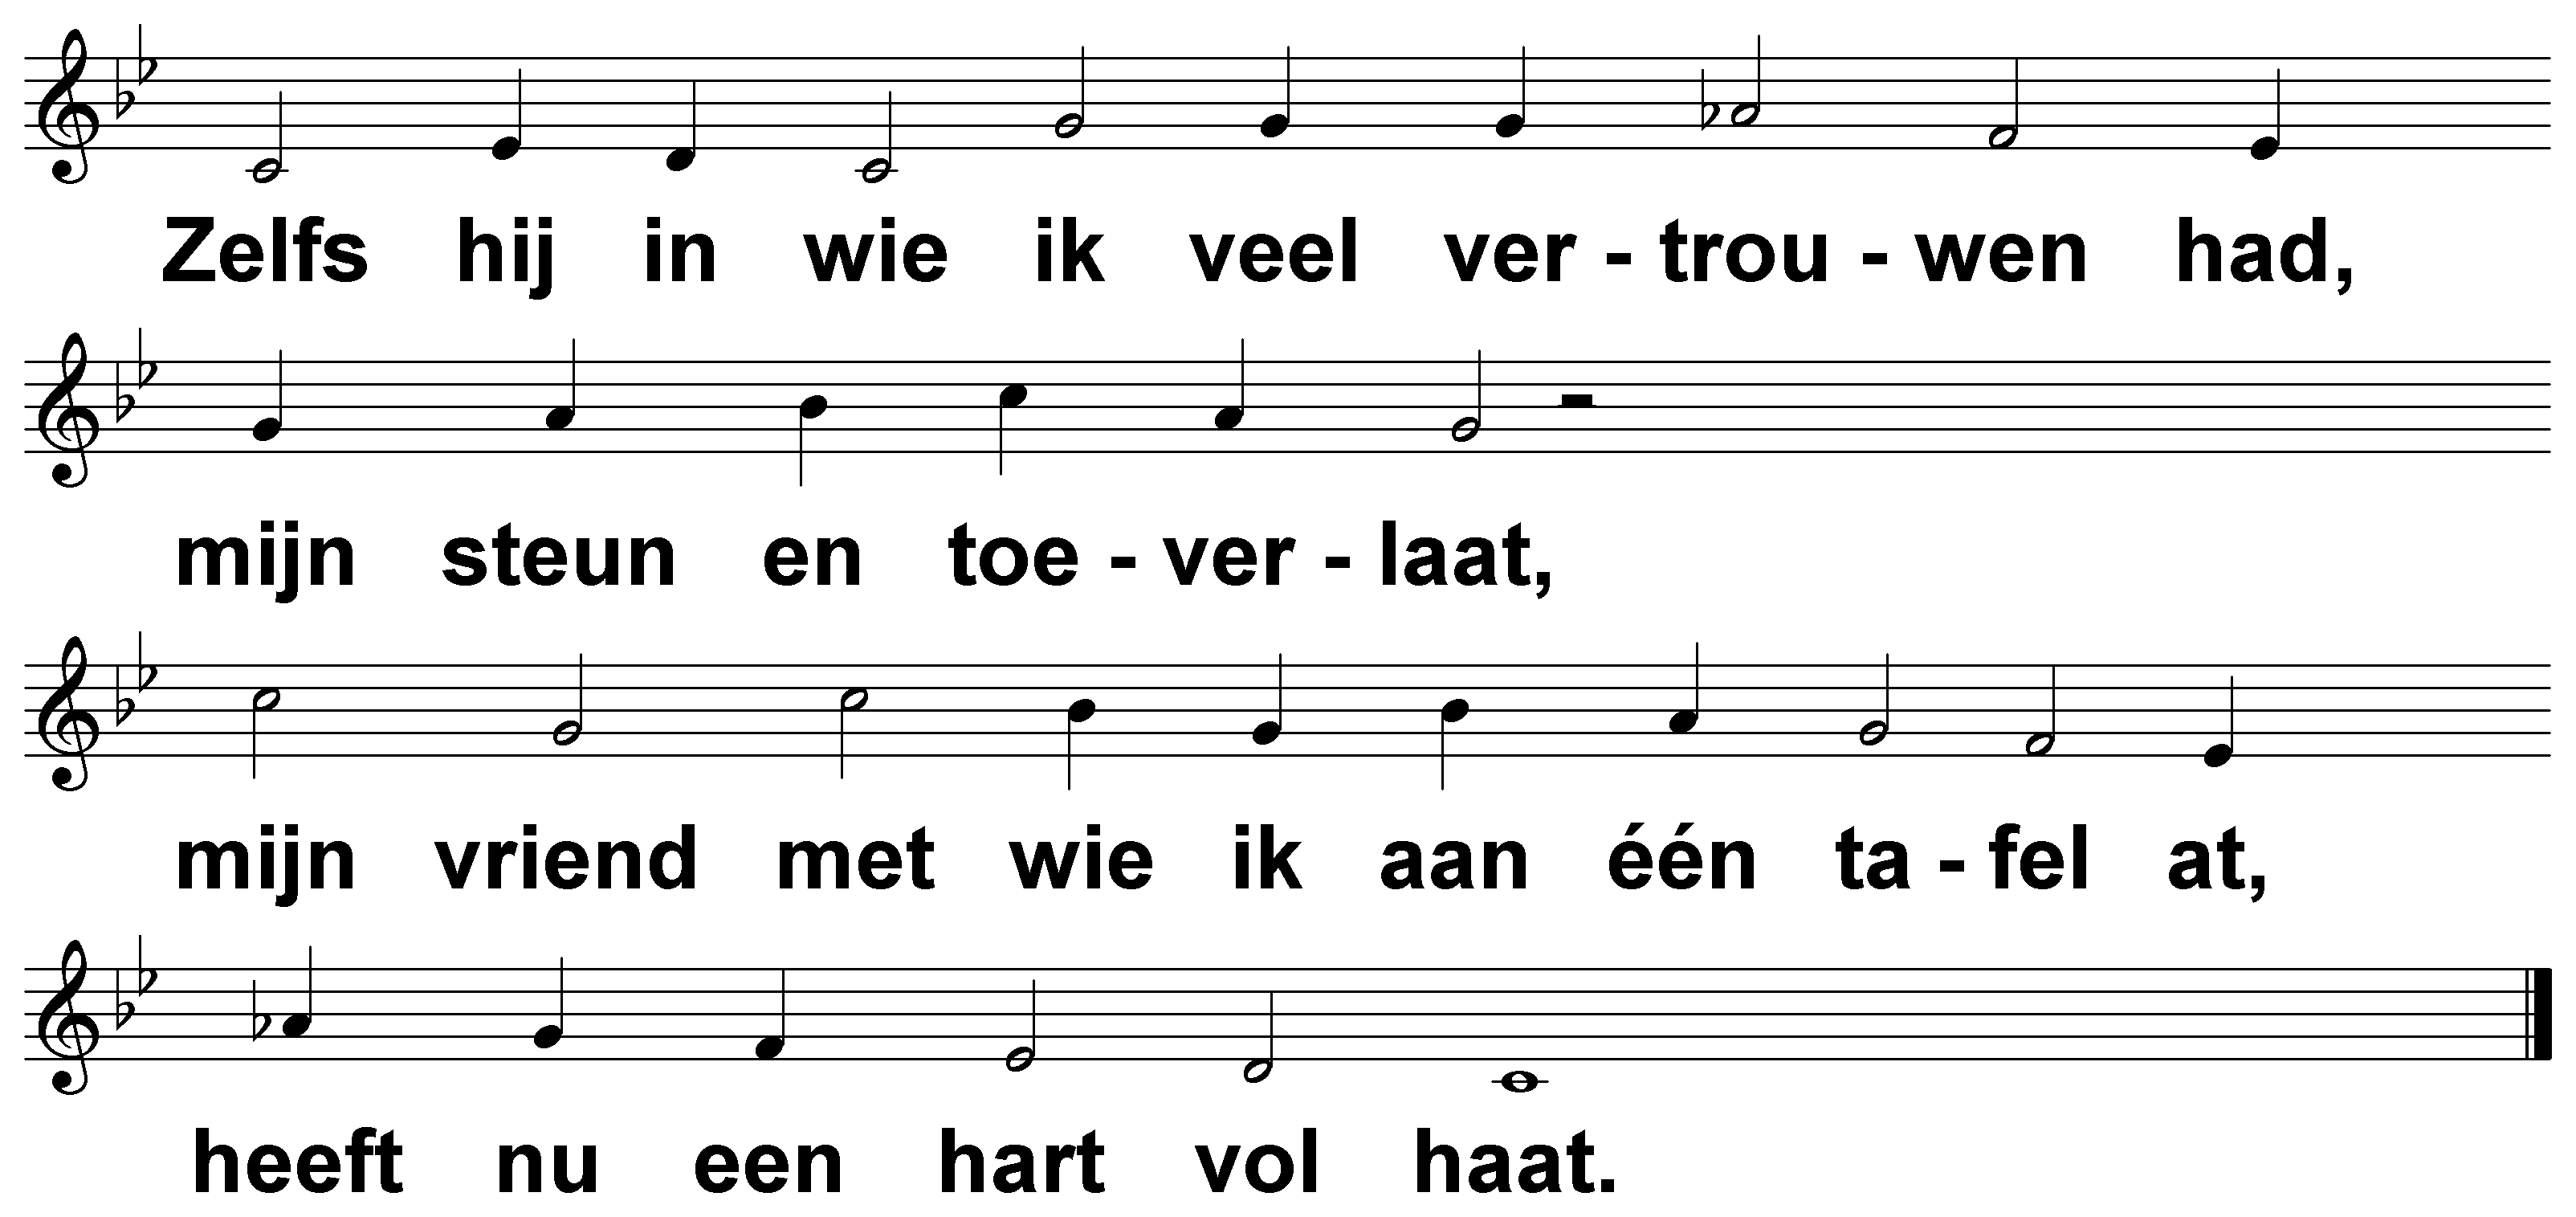 Zelfs hij in wie ik veel ver - trou - wen had,
mijn steun en toe - ver - laat,
mijn vriend met wie ik aan één ta - fel at,
heeft nu een hart vol haat.